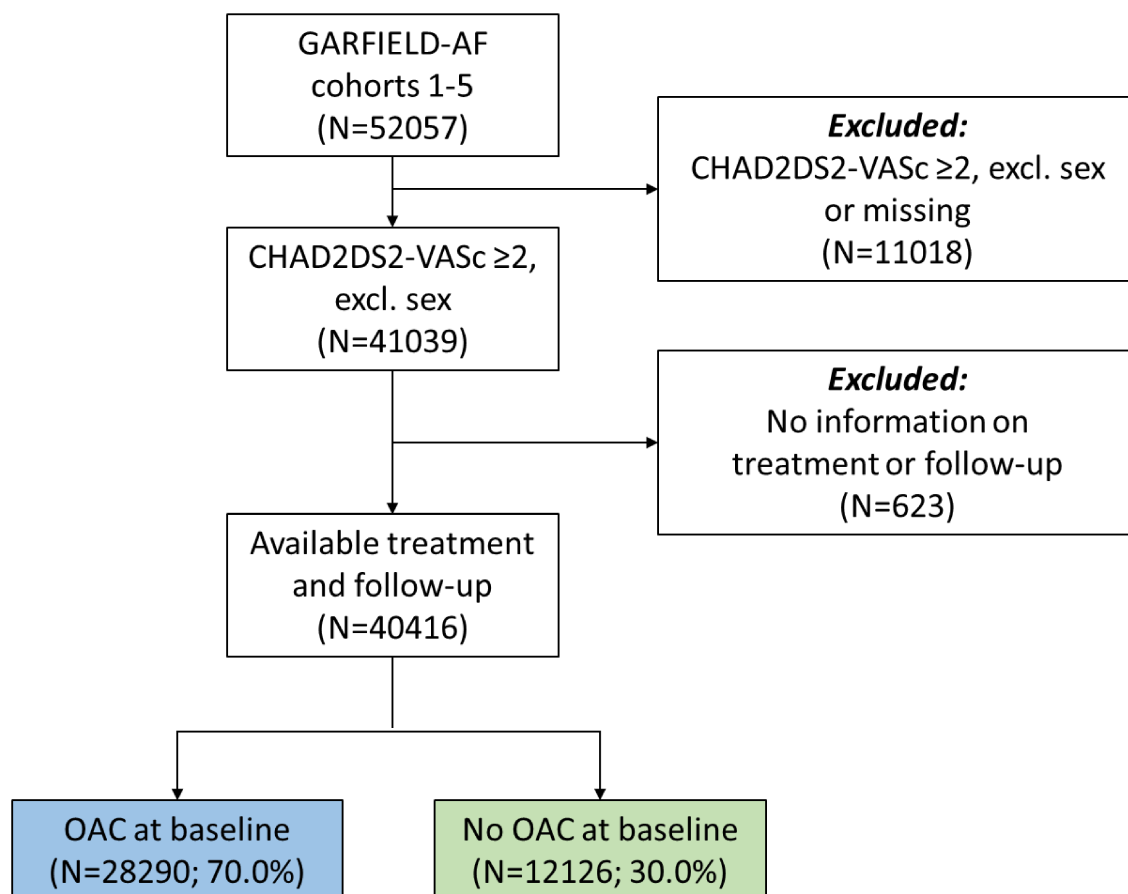 GARFIELD-AF
cohorts 1-5
(N=52057)
Excluded:
CHAD2DS2-VASc ≥2, excl. sex
or missing
(N=11018)
CHAD2DS2-VASc ≥2,
excl. sex
(N=41039)
Excluded:
No information on
treatment or follow-up
(N=623)
Available treatment
and follow-up
(N=40416)
OAC at baseline
(N=28290; 70.0%)
No OAC at baseline
(N=12126; 30.0%)